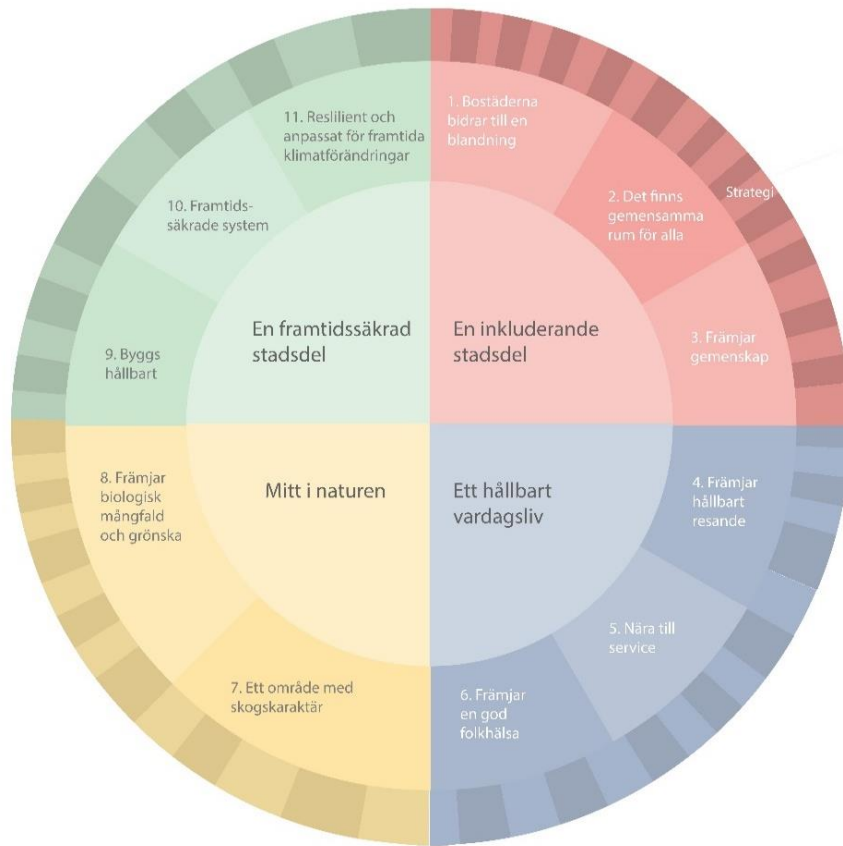 1. Bostäderna
bidrar till en
blandning
2. Det finns
gemensamma
rum för alla
Strategi
3. Främjar
gemenskap
En inkluderande
stadsdel
4. Främjar
hållbart
resande
5. Nära till
service
6. Främjar
en god
folkhälsa
Ett hållbart
vardagsliv
7. Ett område med
skogskaraktär
8. Främjar
biologisk
mångfald
och grönska
Mitt i naturen
9. Byggs
hållbart
10. Framtids-
säkrade system
11. Reslilient och
anpassat för framtida
klimatförändringar
En framtidssäkrad
stadsdel